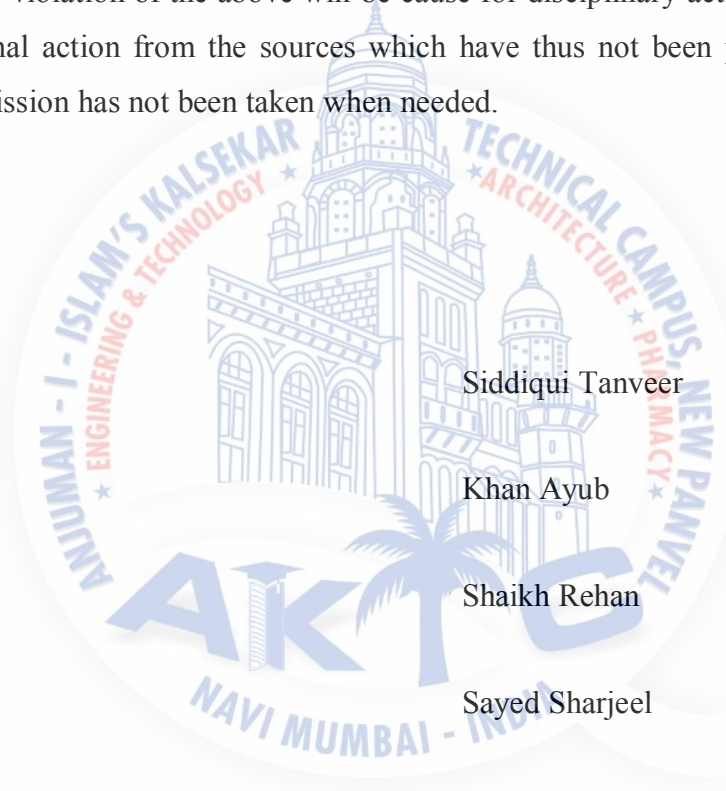 violation of the above will be cause for disciplinary
nal action from the sources which have thus not been
ission has not been taken when needed.
ANJUMAN - I - ISLAM'S KALSEKAR TECHNICAL CAMPUS, NEW PANVEL
★ ENGINEERING & TECHNOLOGY ★ ★ ARCHITECTURE ★ PHARMACY ★
Siddiqui Tanveer
Khan Ayub
Shaikh Rehan
AKTC
Sayed Sharjeel
NAVI MUMBAI - INDIA